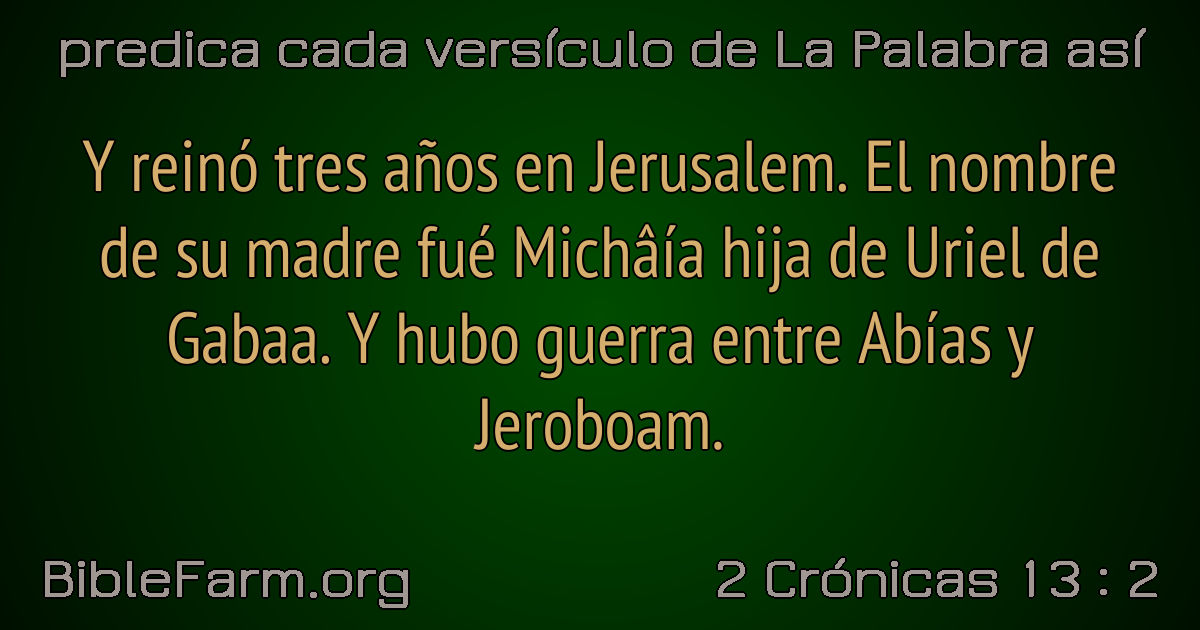 predica cada versículo de La Palabra así
Y reinó tres años en Jerusalem. El nombre
de su madre fué Michâía hija de Uriel de
Gabaa. Y hubo guerra entre Abías y
Jeroboam.
BibleFarm.org
2 Crónicas 13 : 2